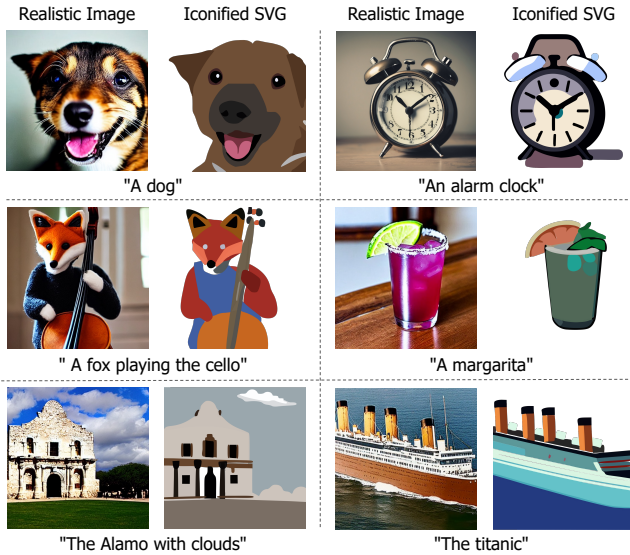 Realistic Image Iconified SVG Realistic Image Iconified SVG
"A dog" "An alarm clock"
" A fox playing the cello" "A margarita"
"The Alamo with clouds" "The titanic"